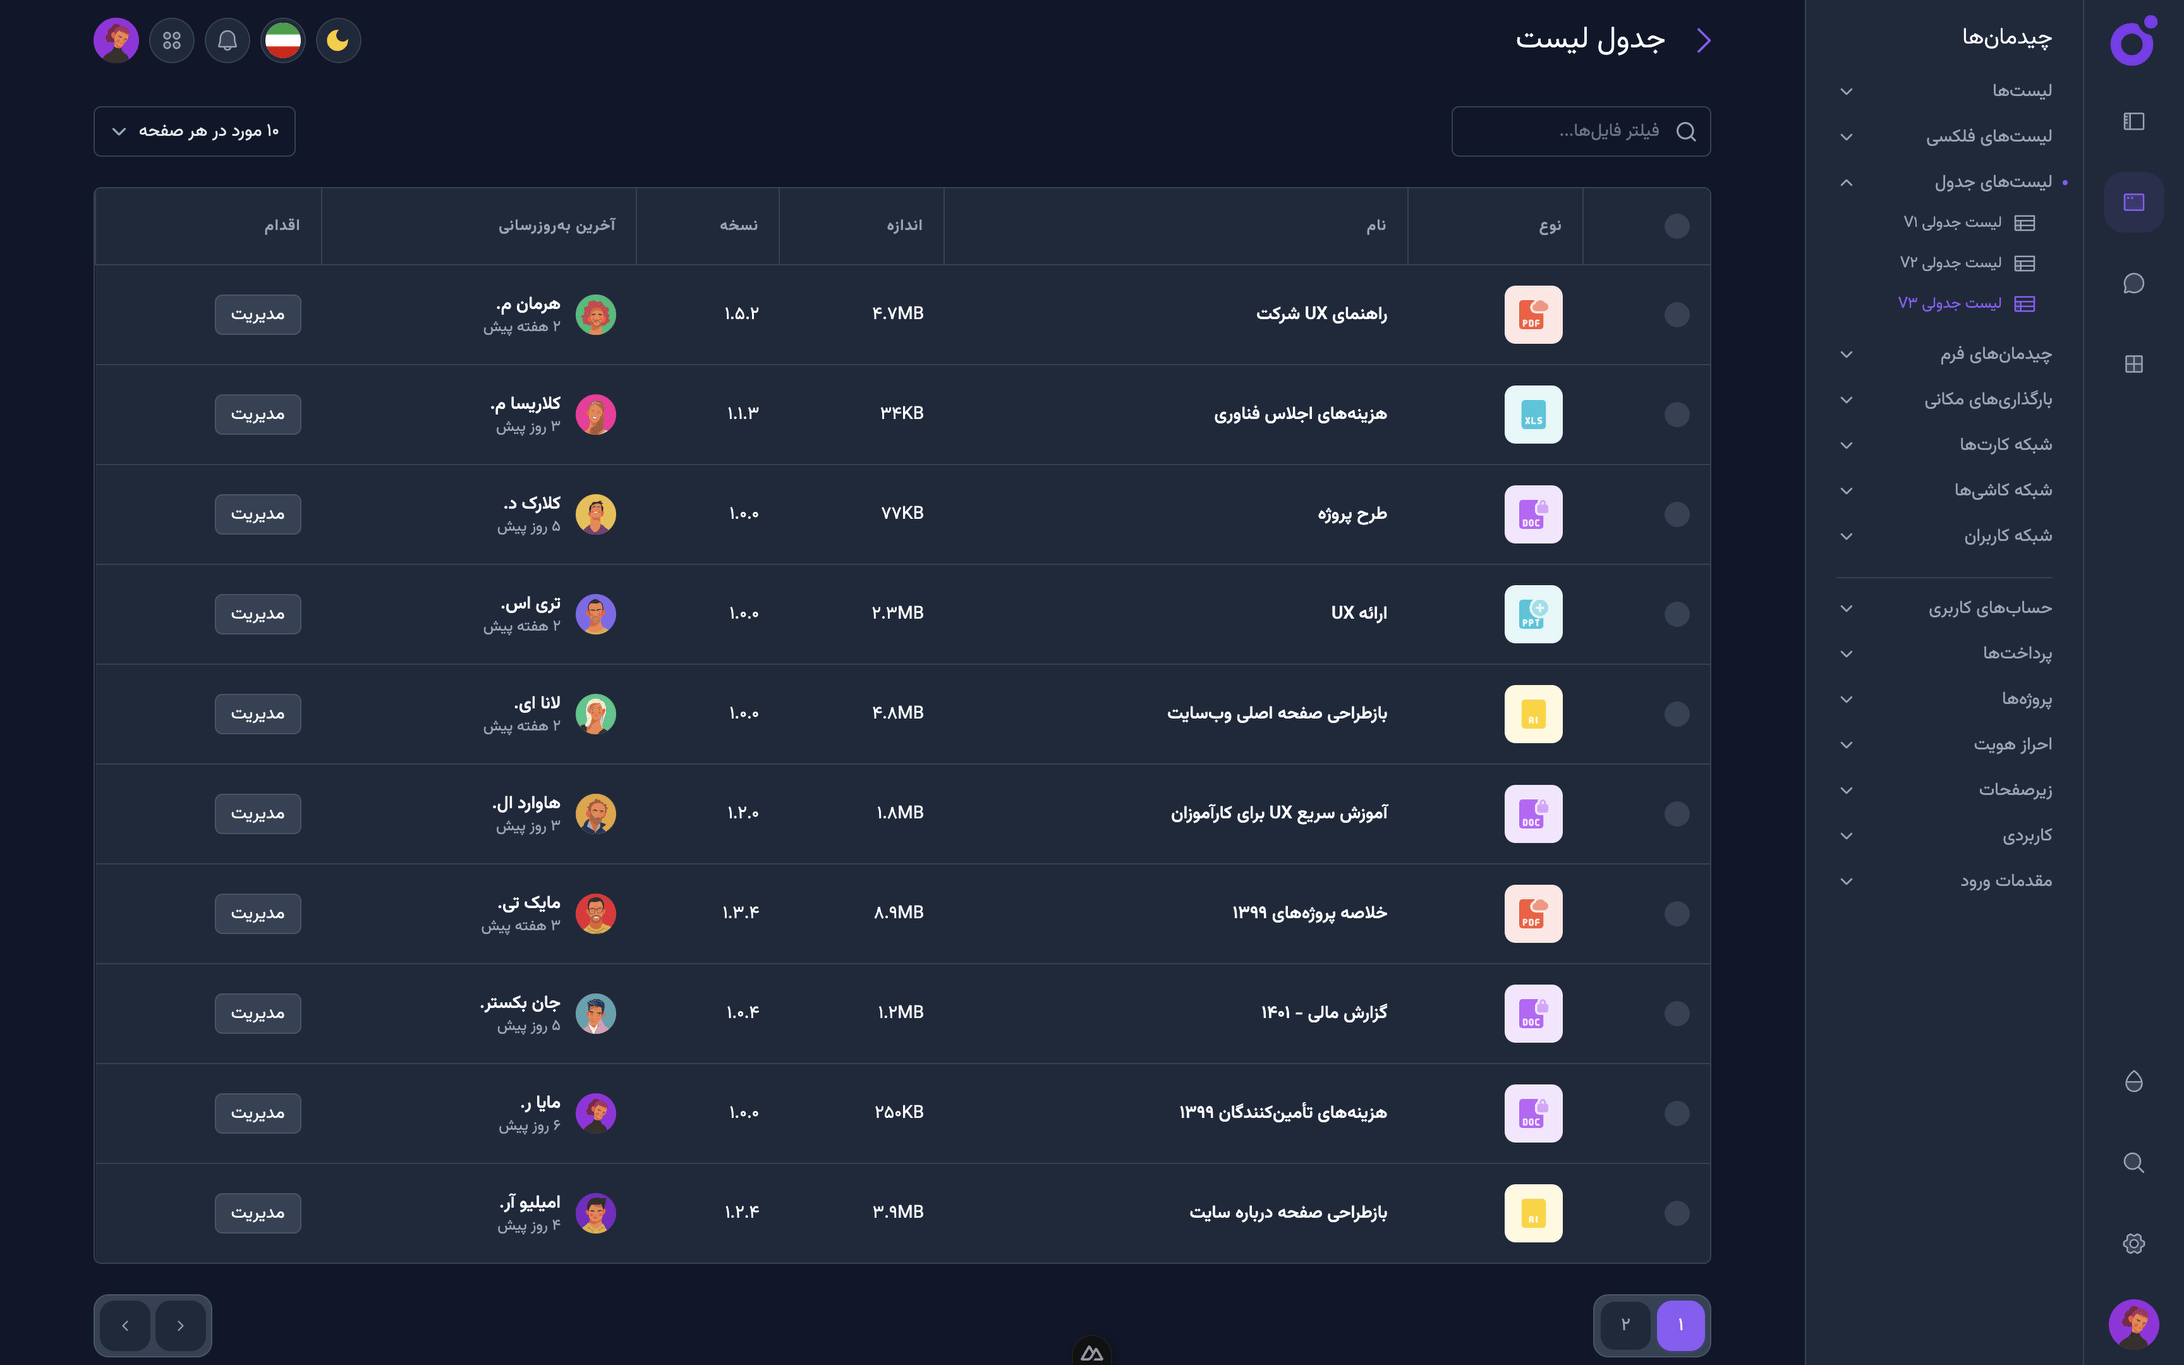 چیدمان‌ها
لیست‌ها
لیست‌های فلکسی
لیست‌های جدول
لیست جدولی V۱
لیست جدولی V۲
لیست جدولی V۳
چیدمان‌های فرم
بارگذاری‌های مکانی
شبکه کارت‌ها
شبکه کاشی‌ها
شبکه کاربران
حساب‌های کاربری
پرداخت‌ها
پروژه‌ها
احراز هویت
زیرصفحات
کاربردی
مقدمات ورود
جدول لیست
فیلتر فایل‌ها...
۱۰ مورد در هر صفحه
نوع نام اندازه نسخه آخرین به‌روزرسانی اقدام
PDF راهنمای UX شرکت ۴.۷MB ۱.۵.۲ هرمان م. مدیریت
۲ هفته پیش
XLS هزینه‌های اجلاس فناوری ۳۴KB ۱.۱.۳ کلاریسا م. مدیریت
۳ روز پیش
DOC طرح پروژه ۷۷KB ۱.۰.۰ کلارک د. مدیریت
۵ روز پیش
PPT ارائه UX ۲.۳MB ۱.۰.۰ تری اس. مدیریت
۲ هفته پیش
AI بازطراحی صفحه اصلی وب‌سایت ۴.۸MB ۱.۰.۰ لانا ای. مدیریت
۲ هفته پیش
DOC آموزش سریع UX برای کارآموزان ۱.۸MB ۱.۲.۰ هاوارد ال. مدیریت
۳ روز پیش
PDF خلاصه پروژه‌های ۱۳۹۹ ۸.۹MB ۱.۳.۴ مایک تی. مدیریت
۳ هفته پیش
DOC گزارش مالی - ۱۴۰۱ ۱.۲MB ۱.۰.۴ جان بکستر. مدیریت
۵ روز پیش
DOC هزینه‌های تأمین‌کنندگان ۱۳۹۹ ۲۵۰KB ۱.۰.۰ مایا ر. مدیریت
۶ روز پیش
AI بازطراحی صفحه درباره سایت ۳.۹MB ۱.۲.۴ امیلیو آر. مدیریت
۴ روز پیش
۱ ۲